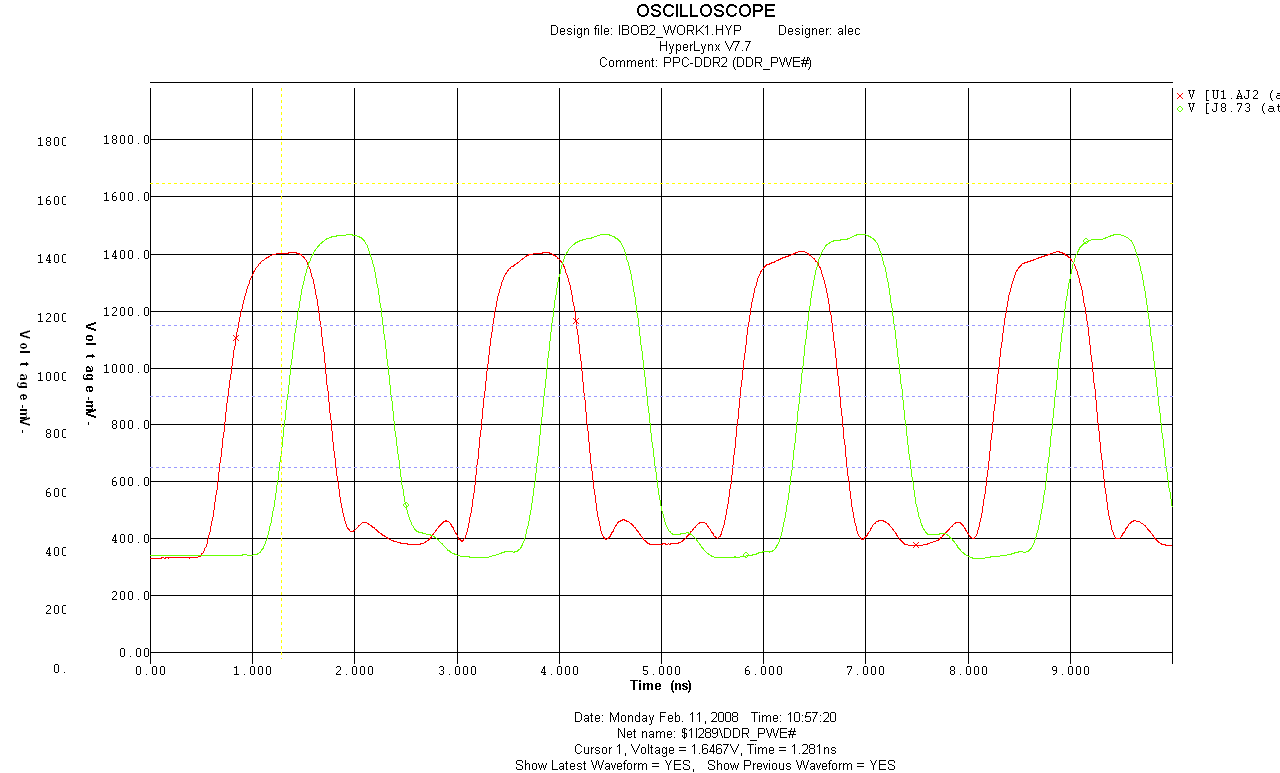 OSCILLOSCOPE
Design file: IBOB2_WORK1.HYP Designer: alec
HyperLynx V7.7
Comment: PPC-DDR2 (DDR_PWE#)
V [U1.AJ2 (a
V [J8.73 (at
1800
1600
1400
1200
1000
800
600
400
200
0.
Voltage-mV-
1800.0
1600.0
1400.0
1200.0
1000.0
800.0
600.0
400.0
200.0
0.00
Voltage-mV-
0.00 1.000 2.000 3.000 4.000 5.000 6.000 7.000 8.000 9.000
Time (ns)
Date: Monday Feb. 11, 2008 Time: 10:57:20
Net name: $1I289\DDR_PWE#
Cursor 1, Voltage = 1.6467V, Time = 1.281ns
Show Latest Waveform = YES, Show Previous Waveform = YES